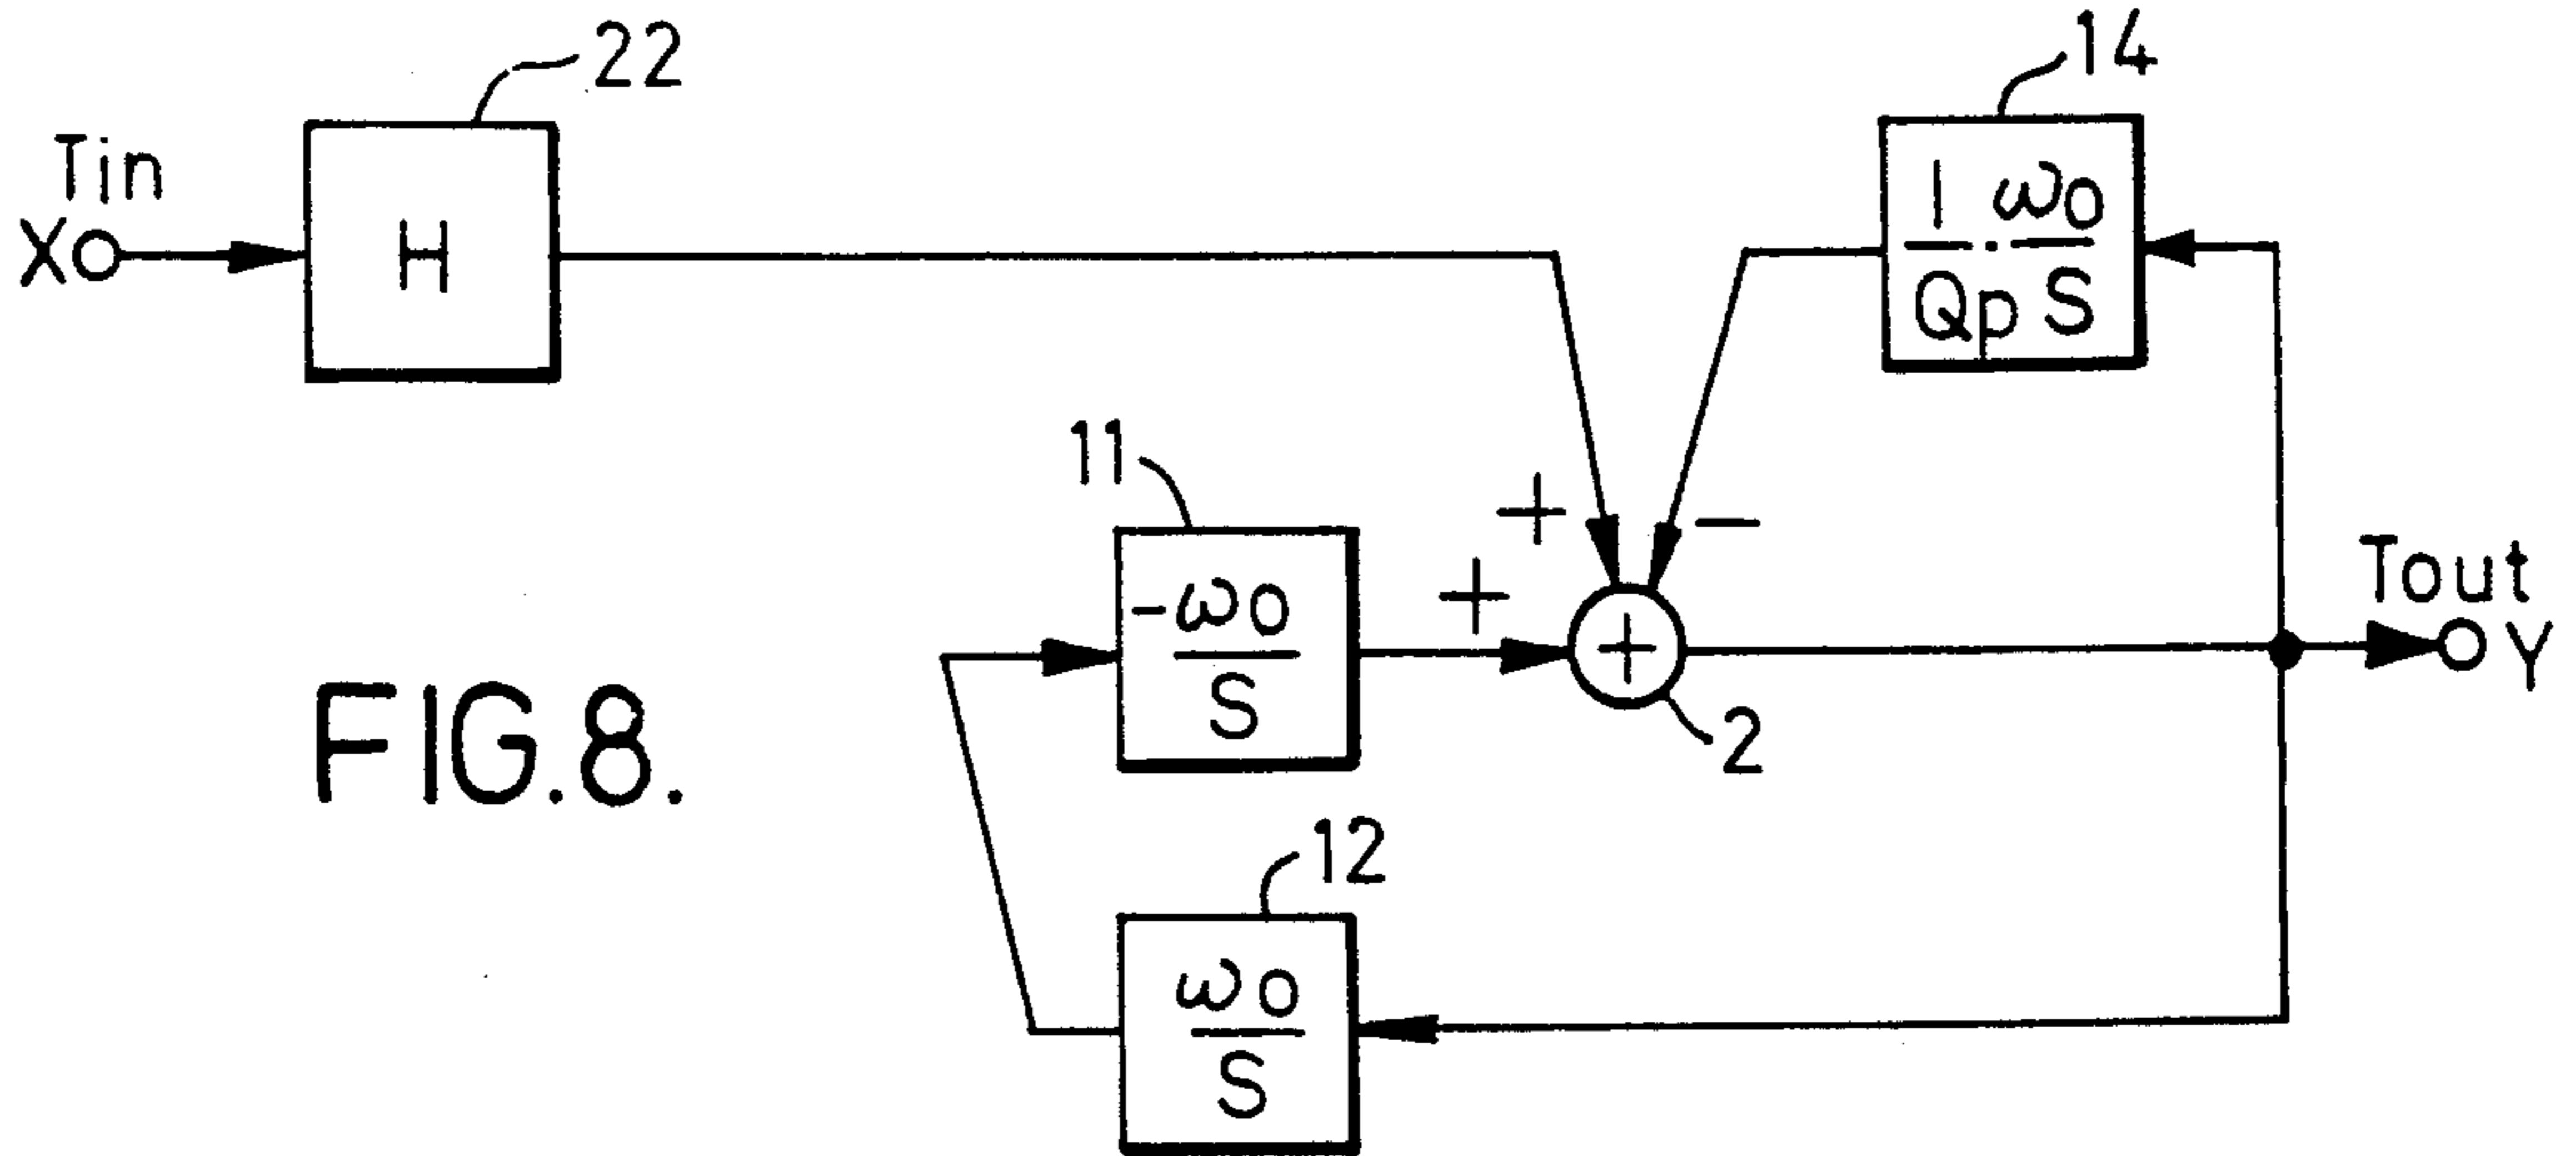 22
14
Tin
X
H
1/Qp · ωo/S
+
−
11
+
-ωo/S
+
Tout
Y
2
FIG.8.
12
ωo/S